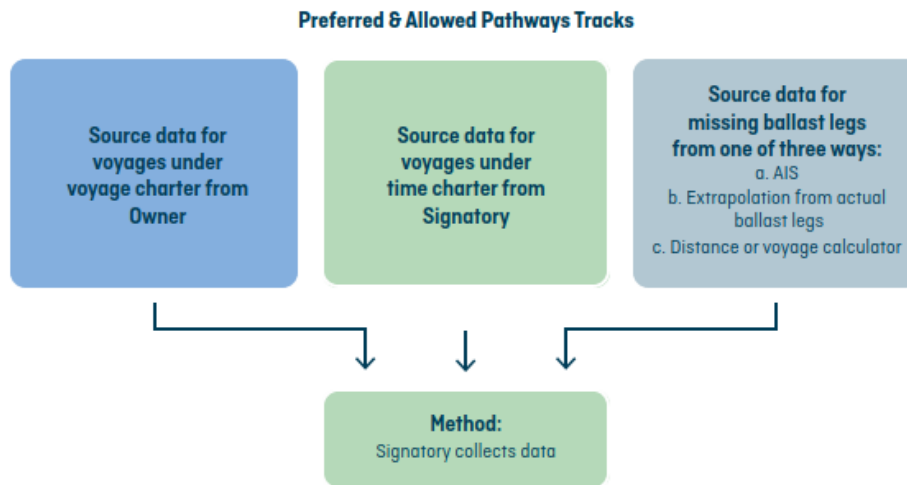 Preferred & Allowed Pathways Tracks
Source data for
voyages under
voyage charter from
Owner
Source data for
voyages under
time charter from
Signatory
Source data for
missing ballast legs
from one of three ways:
a. AIS
b. Extrapolation from actual
ballast legs
c. Distance or voyage calculator
Method:
Signatory collects data